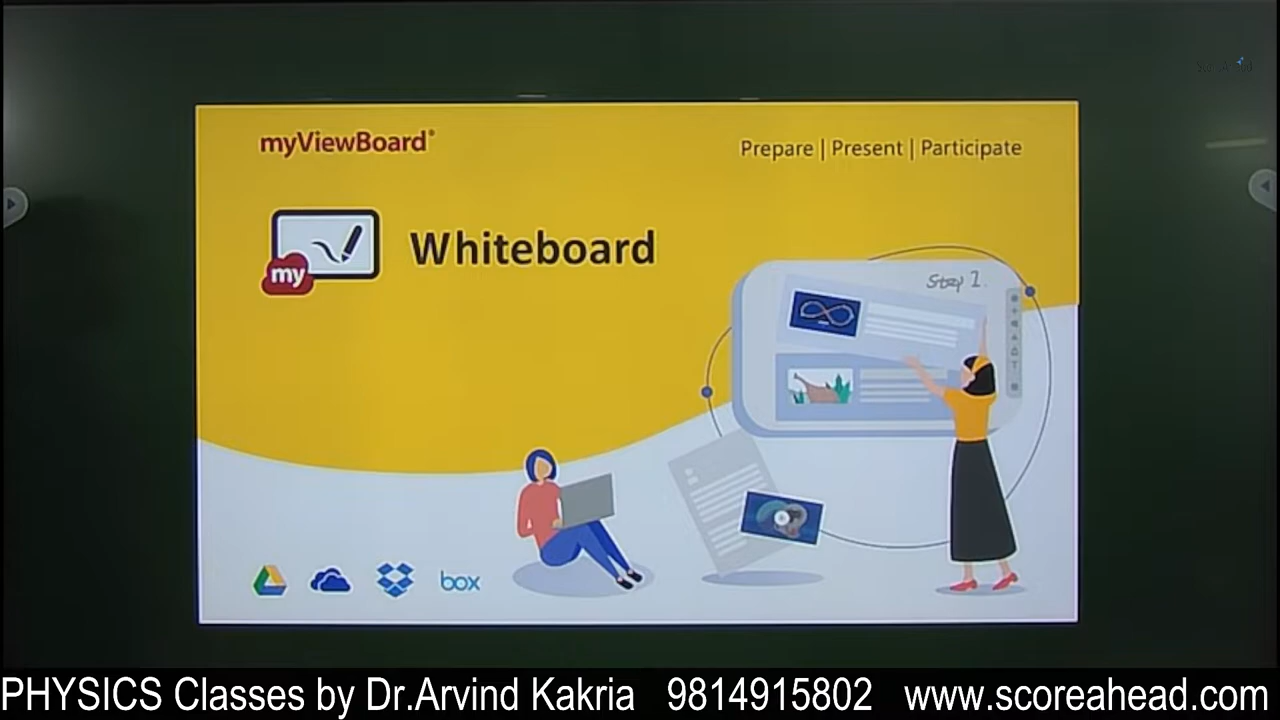 ScoreAhead
myViewBoard®
Prepare | Present | Participate
Whiteboard
my
Step 1.
box
PHYSICS Classes by Dr.Arvind Kakria 9814915802 www.scoreahead.com